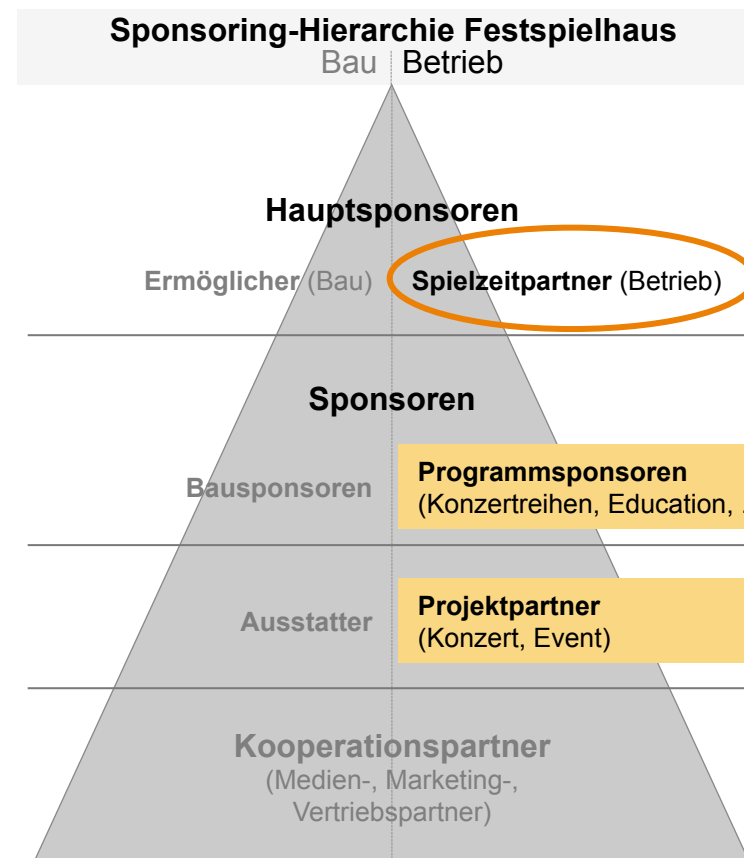 Sponsoring-Hierarchie Festspielhaus
Bau Betrieb
Hauptsponsoren
Ermöglicher (Bau) Spielzeitpartner (Betrieb)
Sponsoren
Bausponsoren
Programmsponsoren
(Konzertreihen, Education, .
Ausstatter
Projektpartner
(Konzert, Event)
Kooperationspartner
(Medien-, Marketing-,
Vertriebspartner)